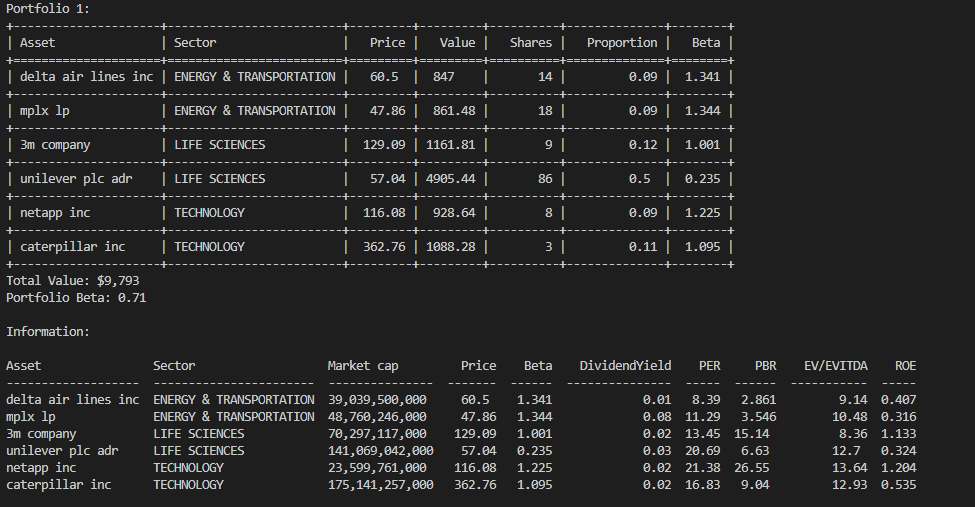 Portfolio 1:
+---------------------+-------------------------+---------+---------+----------+--------------+--------+
| Asset               | Sector                  |   Price |   Value |   Shares |   Proportion |   Beta |
+=====================+=========================+=========+=========+==========+==============+========+
| delta air lines inc | ENERGY & TRANSPORTATION |   60.5  |  847    |       14 |         0.09 |  1.341 |
+---------------------+-------------------------+---------+---------+----------+--------------+--------+
| mplx lp             | ENERGY & TRANSPORTATION |   47.86 |  861.48 |       18 |         0.09 |  1.344 |
+---------------------+-------------------------+---------+---------+----------+--------------+--------+
| 3m company          | LIFE SCIENCES           |  129.09 | 1161.81 |        9 |         0.12 |  1.001 |
+---------------------+-------------------------+---------+---------+----------+--------------+--------+
| unilever plc adr    | LIFE SCIENCES           |   57.04 | 4905.44 |       86 |         0.5  |  0.235 |
+---------------------+-------------------------+---------+---------+----------+--------------+--------+
| netapp inc          | TECHNOLOGY              |  116.08 |  928.64 |        8 |         0.09 |  1.225 |
+---------------------+-------------------------+---------+---------+----------+--------------+--------+
| caterpillar inc     | TECHNOLOGY              |  362.76 | 1088.28 |        3 |         0.11 |  1.095 |
+---------------------+-------------------------+---------+---------+----------+--------------+--------+
Total Value: $9,793
Portfolio Beta: 0.71

Information:

Asset                Sector                   Market cap         Price    Beta    DividendYield    PER    PBR    EV/EVITDA    ROE
-------------------  -----------------------  ---------------  -------  ------  ---------------  -----  ------  -----------  -----
delta air lines inc  ENERGY & TRANSPORTATION  39,039,500,000     60.5    1.341             0.01   8.39   2.861         9.14  0.407
mplx lp              ENERGY & TRANSPORTATION  48,760,246,000     47.86   1.344             0.08  11.29   3.546        10.48  0.316
3m company           LIFE SCIENCES            70,297,117,000    129.09   1.001             0.02  13.45  15.14          8.36  1.133
unilever plc adr     LIFE SCIENCES            141,069,042,000    57.04   0.235             0.03  20.69   6.63         12.7   0.324
netapp inc           TECHNOLOGY               23,599,761,000    116.08   1.225             0.02  21.38  26.55         13.64  1.204
caterpillar inc      TECHNOLOGY               175,141,257,000   362.76   1.095             0.02  16.83   9.04         12.93  0.535